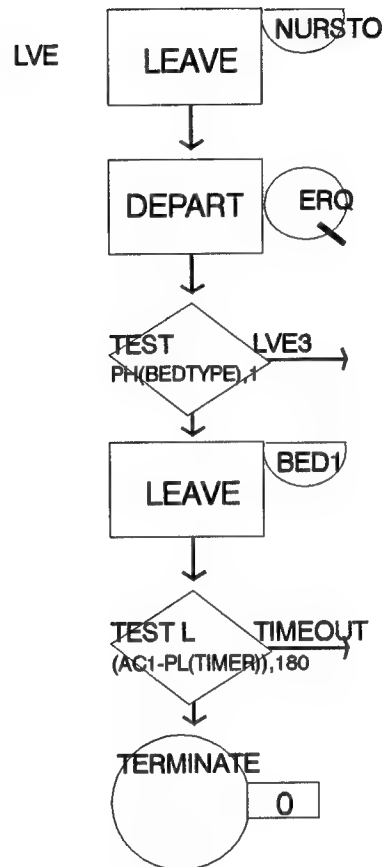 NURSTO
LVE LEAVE
DEPART ERQ
TEST LVE3
PH(BEDTYPE),1
BED1
LEAVE
TEST L TIMEOUT
(AC1-PL(TIMER)),180
TERMINATE
0